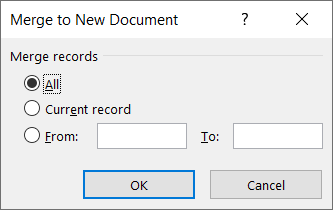 Merge to New Document ? ×
Merge records
All
Current record
From: To:
OK Cancel